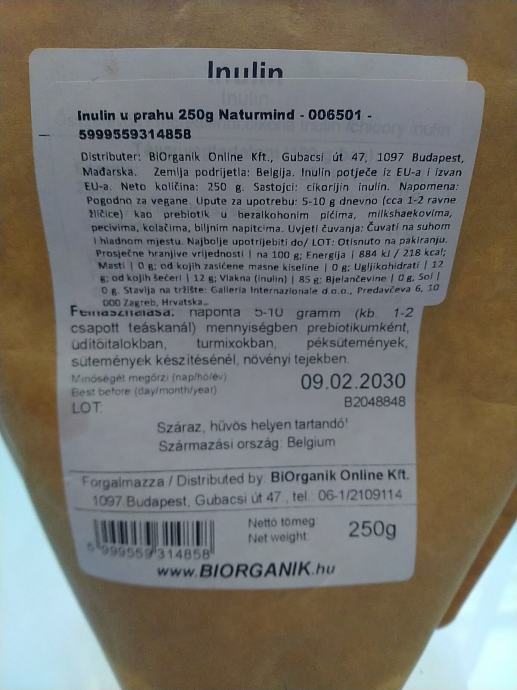 Inulin
Inulin u prahu 250g Naturmind - 006501 -
5999559314858
Distributer: BiOrganik Online Kft., Gubacsi út 47, 1097 Budapest,
Mađarska. Zemlja podrijetla: Belgija. Inulin potječe iz EU-a i izvan
EU-a. Neto količina: 250 g. Sastojci: cikorijin inulin. Napomena:
Pogodno za vegane. Upute za upotrebu: 5-10 g dnevno (cca 1-2 ravne
žličice) kao prebiotik u bezalkohonim pićima, milkshaekovima,
pecivima, kolačima, biljnim napitcima. Uvjeti čuvanja: Čuvati na suhom
i hladnom mjestu. Najbolje upotrijebiti do/ LOT: Otisnuto na pakiranju.
Prosječne hranjive vrijednosti | na 100 g; Energija | 884 kJ / 218 kcal;
Masti | 0 g; od kojih zasićene masne kiseline | 0 g; Ugljikohidrati | 12
g; od kojih šećeri | 12 g; Vlakna (inulin) | 85 g; Bjelančevine | 0 g, Sol |
0 g. Stavlja na tržište: Galleria Internazionale d.o.o., Predavčeva 6, 10
000 Zagreb, Hrvatska.
Felhasználása: naponta 5-10 gramm (kb. 1-2
csapott teáskanál) mennyiségben prebiotikumként,
üdítőitalokban, turmixokban, péksütemények,
sütemények készítésénél, növényi tejekben.
Minőségét megőrzi (nap/hó/év)
Best before (day/month/year)
09.02.2030
LOT:
B2048848
Száraz, hűvös helyen tartandó!
Származási ország: Belgium
Forgalmazza / Distributed by: BiOrganik Online Kft.
1097 Budapest, Gubacsi út 47., tel.: 06-1/2109114
Nettó tömeg
Net weight:
250g
5 999559 314858
www.BIORGANIK.hu